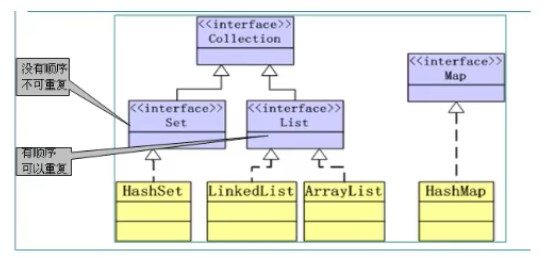 <<interface>>
Collection
没有顺序
不可重复
<<interface>>
Map
<<interface>>
Set
<<interface>>
List
有顺序
可以重复
HashSet
LinkedList
ArrayList
HashMap